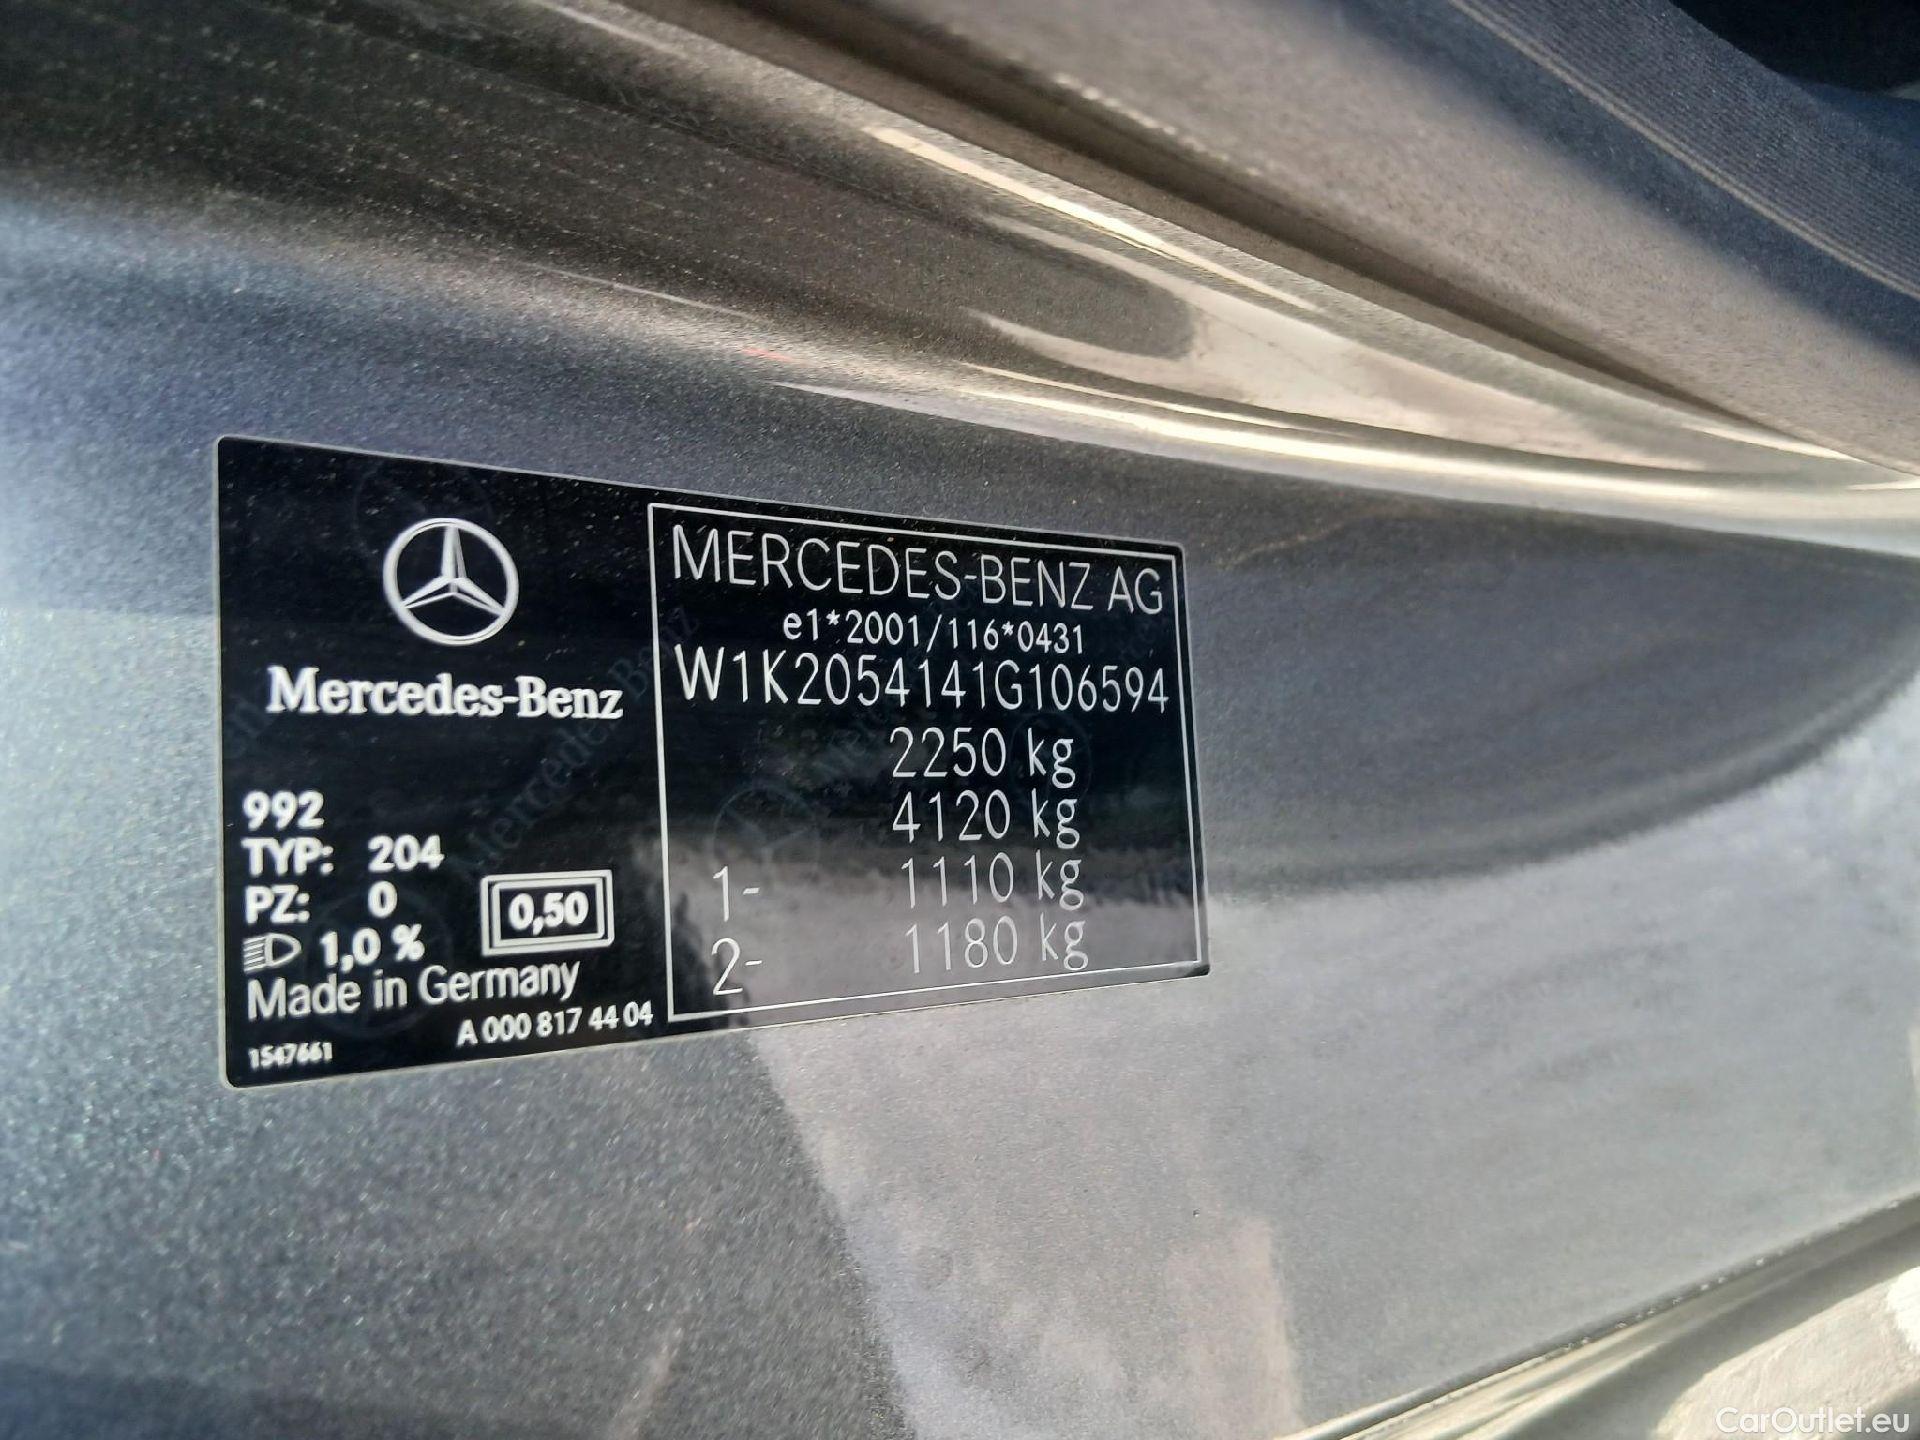 Mercedes-Benz
992
TYP: 204
PZ: 0
1,0 %
0,50
Made in Germany
A 000 817 44 04
1547661
MERCEDES-BENZ AG
e1*2001/116*0431
W1K2054141G106594
2250 kg
4120 kg
1- 1110 kg
2- 1180 kg
CarOutlet.eu